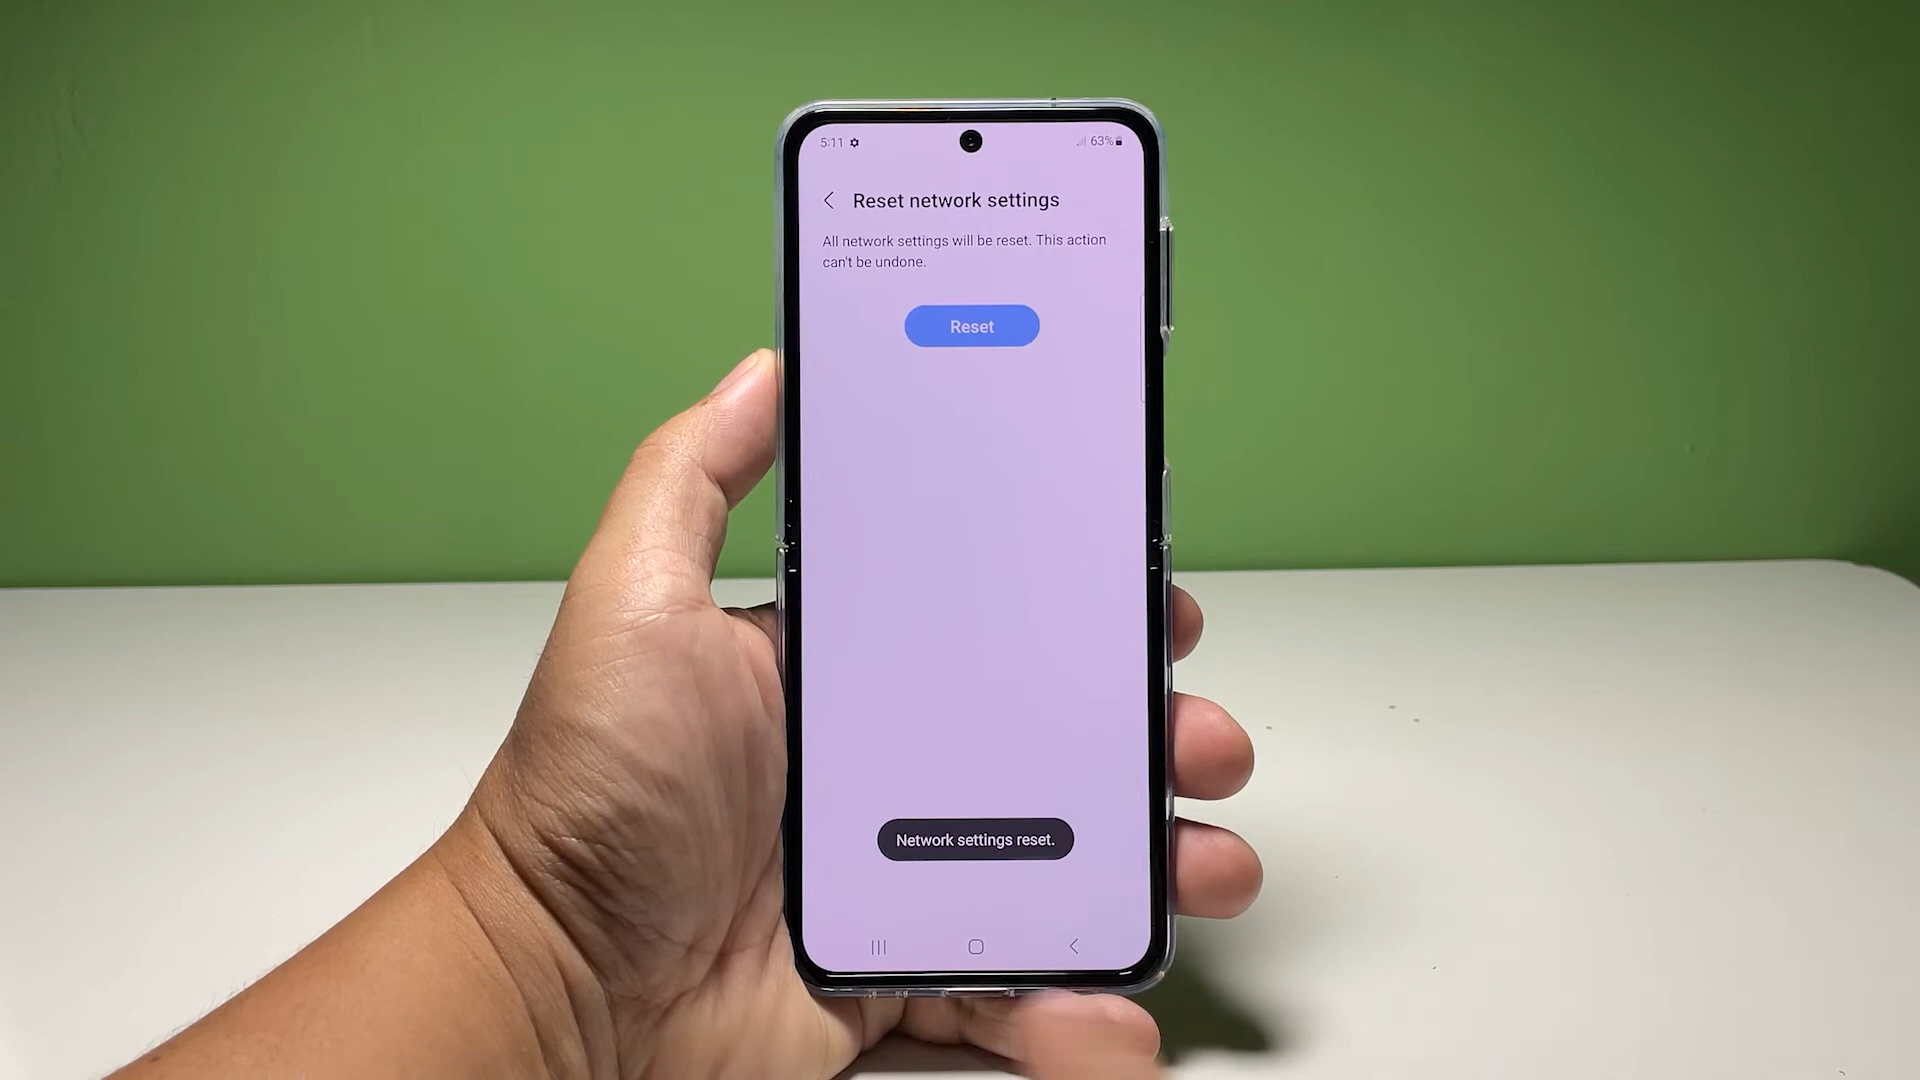 5:11
63%
Reset network settings
All network settings will be reset. This action
can't be undone.
Reset
Network settings reset.